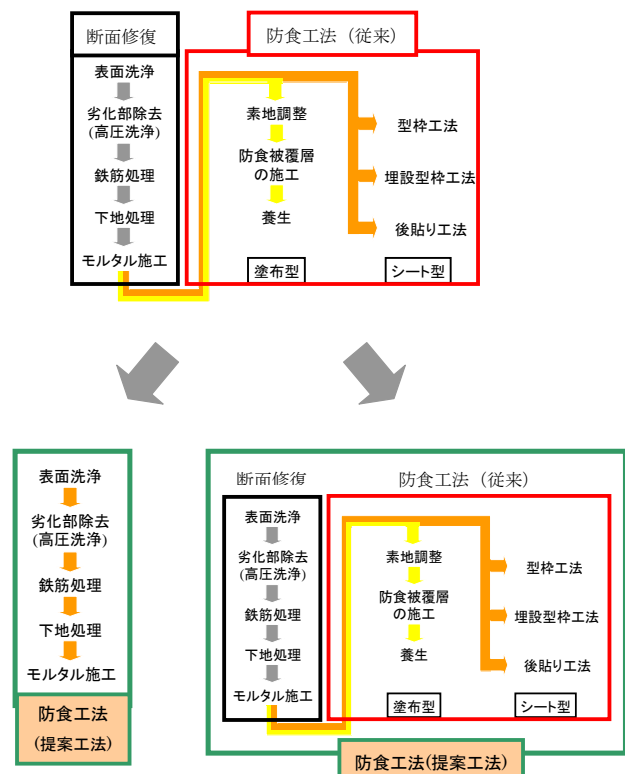 断面修復
表面洗浄
劣化部除去
(高圧洗浄)
鉄筋処理
下地処理
モルタル施工
防食工法（従来）
素地調整
防食被覆層
の施工
養生
塗布型
型枠工法
埋設型枠工法
後貼り工法
シート型
表面洗浄
劣化部除去
(高圧洗浄)
鉄筋処理
下地処理
モルタル施工
防食工法
(提案工法)
断面修復
表面洗浄
劣化部除去
(高圧洗浄)
鉄筋処理
下地処理
モルタル施工
防食工法（従来）
素地調整
防食被覆層
の施工
養生
塗布型
型枠工法
埋設型枠工法
後貼り工法
シート型
防食工法(提案工法)